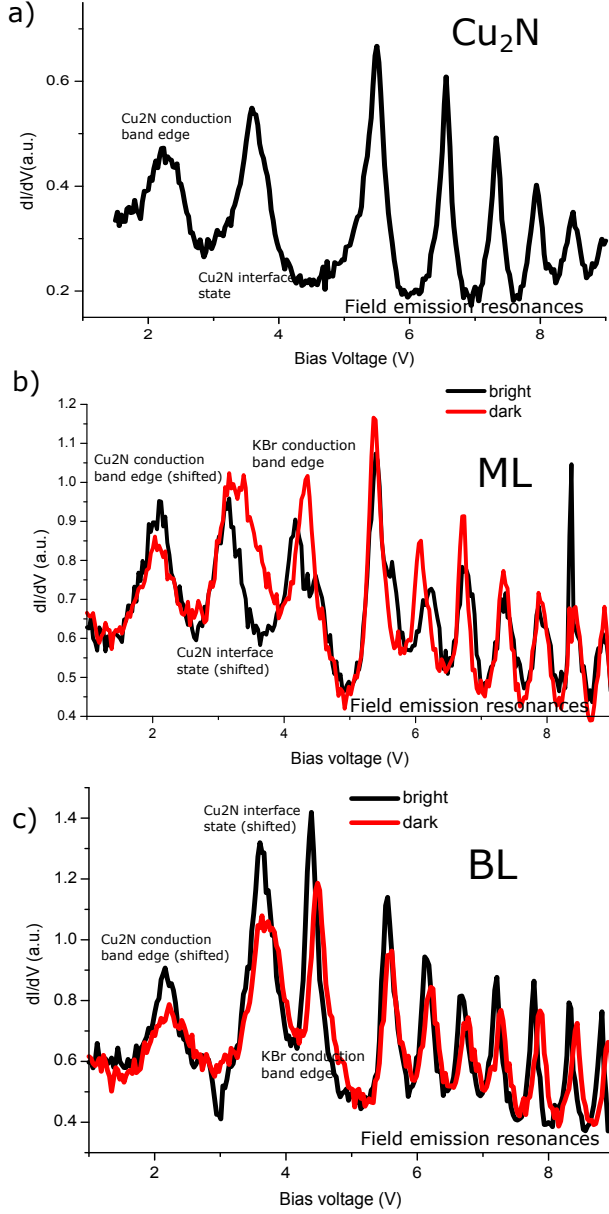 a)
Cu₂N
Cu2N conduction
band edge
Cu2N interface
state
Field emission resonances
dI/dV(a.u.)
0.6
0.4
0.2
2
4
6
8
Bias Voltage (V)
b)
bright
dark
ML
Cu2N conduction
band edge (shifted)
KBr conduction
band edge
Cu2N interface
state (shifted)
Field emission resonances
dI/dV (a.u.)
1.2
1.1
1.0
0.9
0.8
0.7
0.6
0.5
0.4
2
4
6
8
Bias voltage (V)
c)
Cu2N interface
state (shifted)
bright
dark
BL
Cu2N conduction
band edge (shifted)
KBr conduction
band edge
Field emission resonances
dI/dV (a.u.)
1.4
1.2
1.0
0.8
0.6
0.4
2
4
6
8
Bias voltage (V)